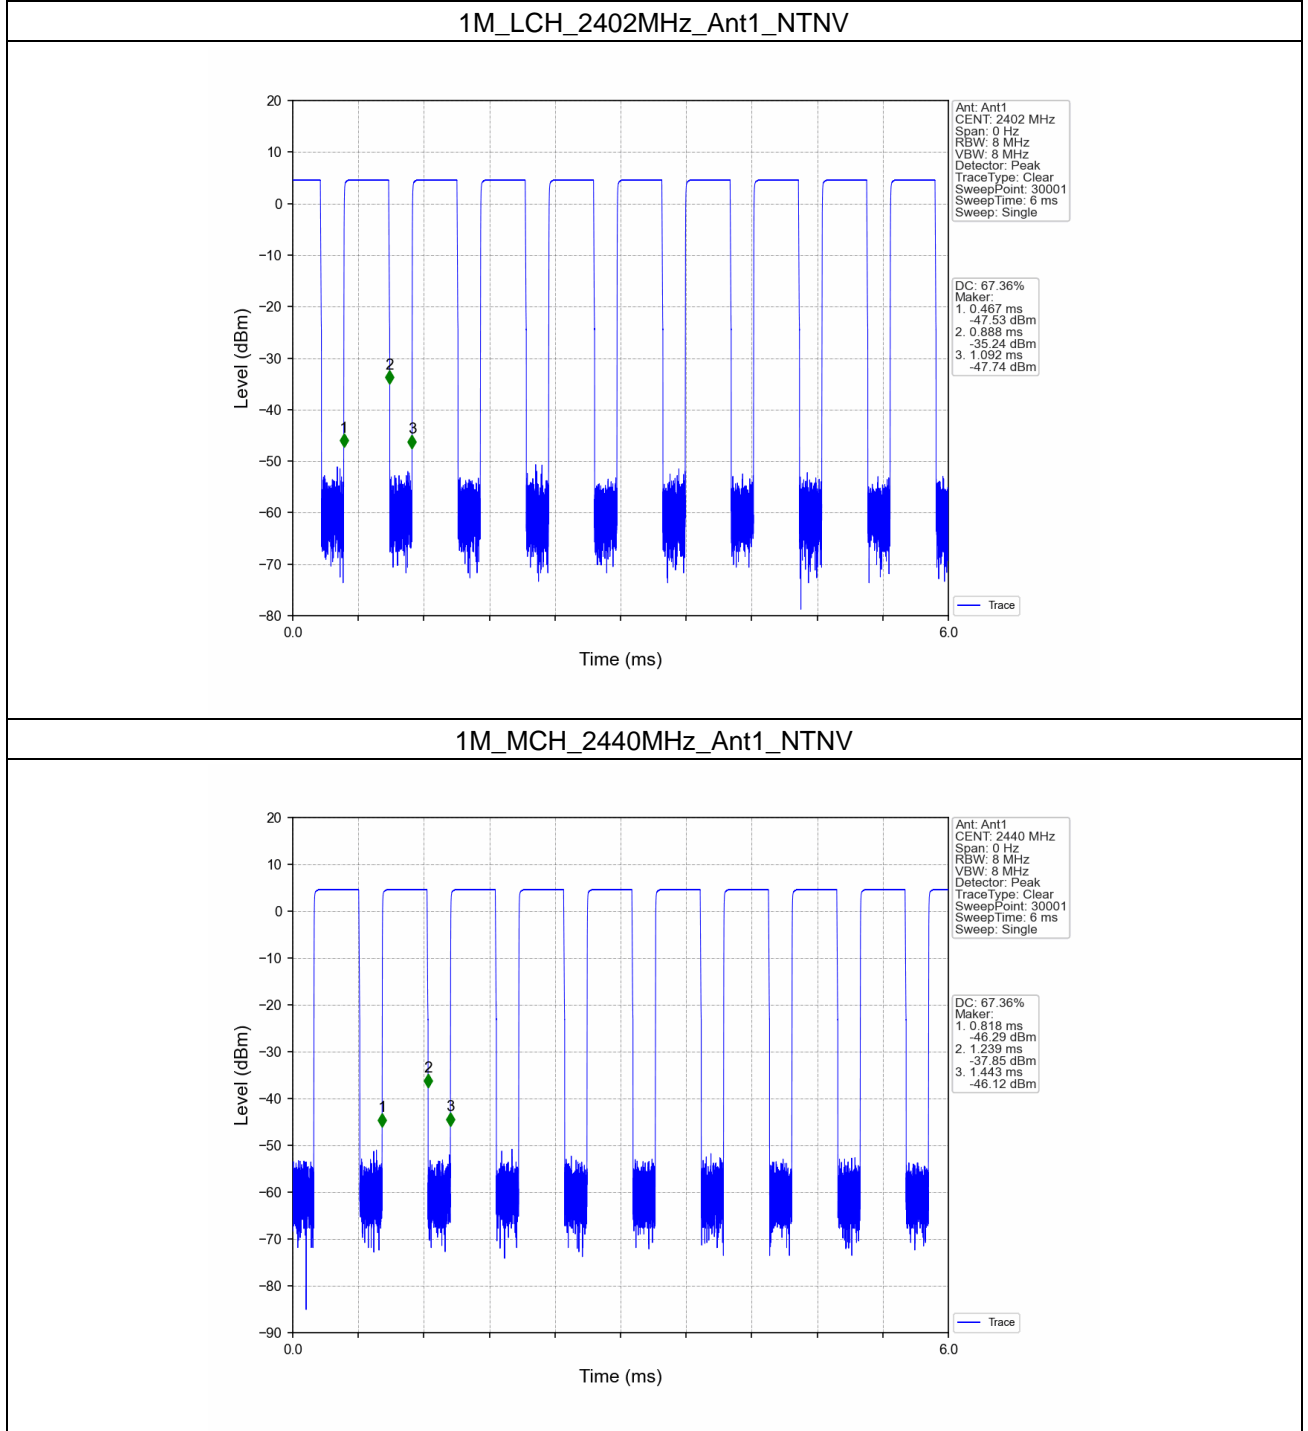 1M_LCH_2402MHz_Ant1_NTNV
20
10
0
−10
−20
−30
−40
−50
−60
−70
−80
Level (dBm)
1
2
3
0.0
6.0
Time (ms)
Ant: Ant1
CENT: 2402 MHz
Span: 0 Hz
RBW: 8 MHz
VBW: 8 MHz
Detector: Peak
TraceType: Clear
SweepPoint: 30001
SweepTime: 6 ms
Sweep: Single
DC: 67.36%
Maker:
1. 0.467 ms
-47.53 dBm
2. 0.888 ms
-35.24 dBm
3. 1.092 ms
-47.74 dBm
Trace
1M_MCH_2440MHz_Ant1_NTNV
20
10
0
−10
−20
−30
−40
−50
−60
−70
−80
−90
Level (dBm)
1
2
3
0.0
6.0
Time (ms)
Ant: Ant1
CENT: 2440 MHz
Span: 0 Hz
RBW: 8 MHz
VBW: 8 MHz
Detector: Peak
TraceType: Clear
SweepPoint: 30001
SweepTime: 6 ms
Sweep: Single
DC: 67.36%
Maker:
1. 0.818 ms
-46.29 dBm
2. 1.239 ms
-37.85 dBm
3. 1.443 ms
-46.12 dBm
Trace